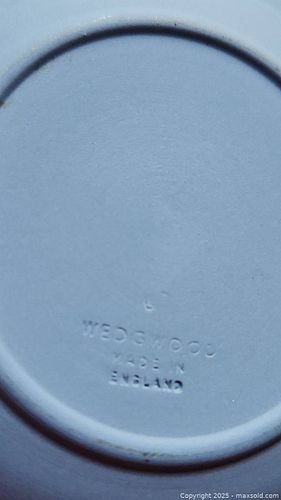 WEDGWOOD
MADE IN
ENGLAND
Copyright © 2025 - maxsold.com